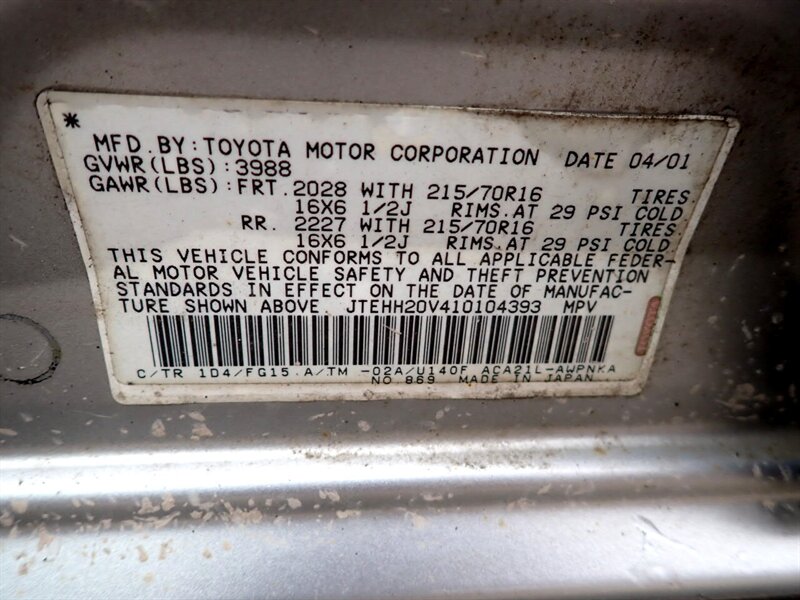 *
MFD.BY:TOYOTA MOTOR CORPORATION DATE 04/01
GVWR(LBS):3988
GAWR(LBS):FRT.2028 WITH 215/70R16 TIRES
16X6 1/2J RIMS.AT 29 PSI COLD
RR. 2227 WITH 215/70R16 TIRES
16X6 1/2J RIMS.AT 29 PSI COLD
THIS VEHICLE CONFORMS TO ALL APPLICABLE FEDER-
AL MOTOR VEHICLE SAFETY AND THEFT PREVENTION
STANDARDS IN EFFECT ON THE DATE OF MANUFAC-
TURE SHOWN ABOVE. JTEHH20V410104393 MPV
C/TR 1D4/FG15 A/TM -02A/U140F ACA21L-AWPNKA
NO 869 MADE IN JAPAN